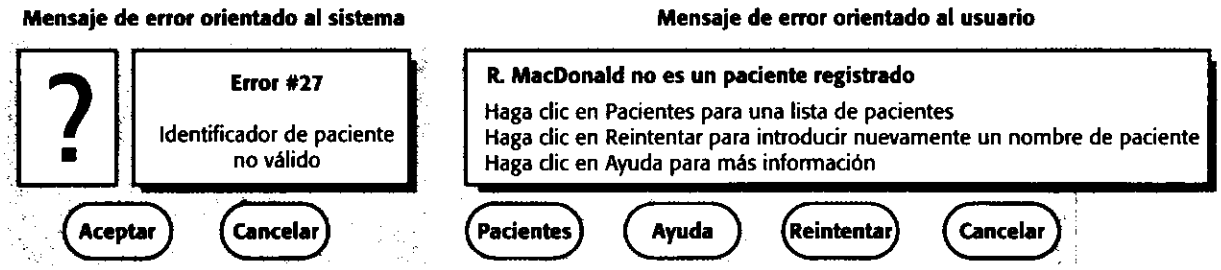 Mensaje de error orientado al sistema
?
Error #27
Identificador de paciente
no válido
Aceptar
Cancelar
Mensaje de error orientado al usuario
R. MacDonald no es un paciente registrado
Haga clic en Pacientes para una lista de pacientes
Haga clic en Reintentar para introducir nuevamente un nombre de paciente
Haga clic en Ayuda para más información
Pacientes
Ayuda
Reintentar
Cancelar